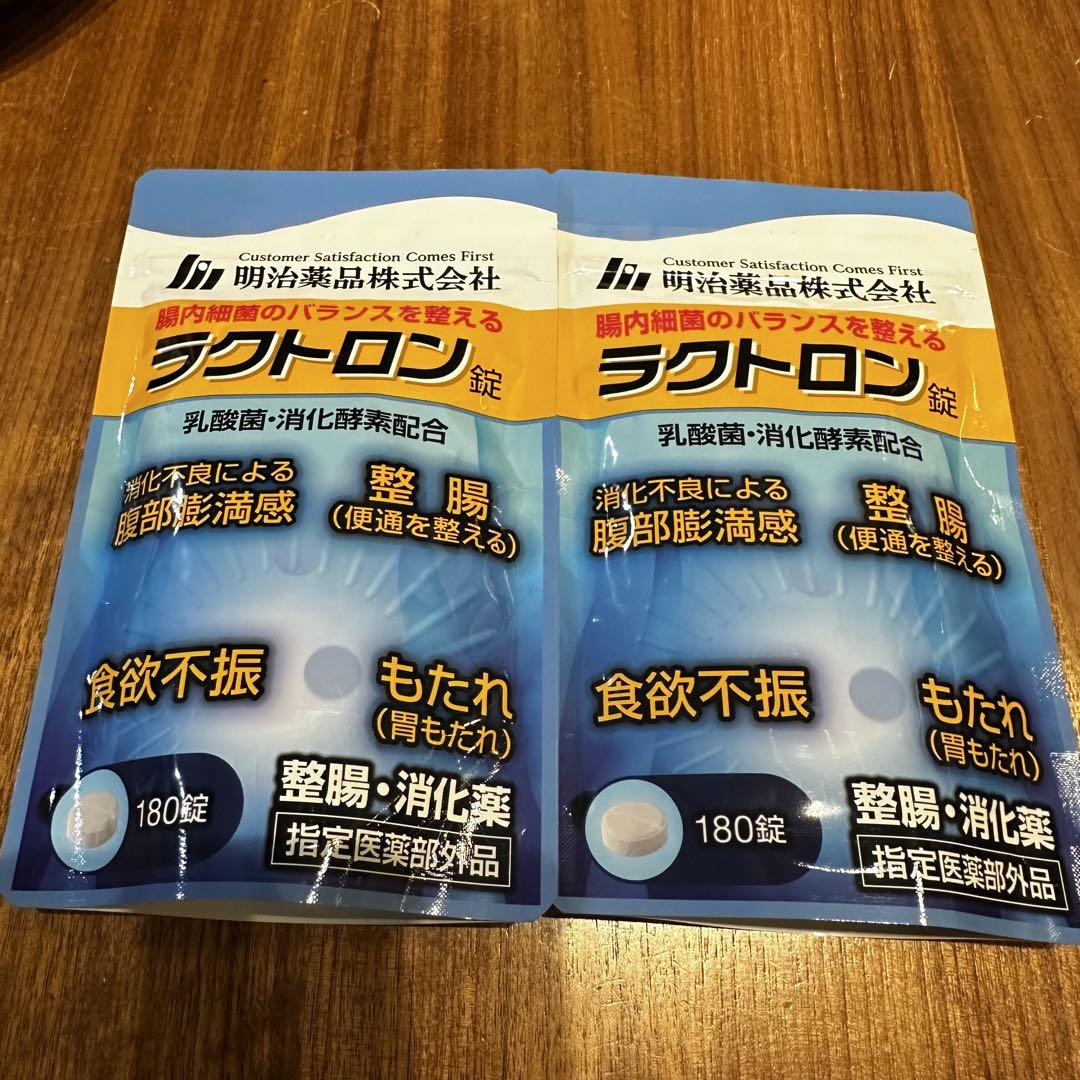 Customer Satisfaction Comes First
明治薬品株式会社
腸内細菌のバランスを整える
ラクトロン錠
乳酸菌・消化酵素配合
消化不良による
腹部膨満感
整腸
(便通を整える)
食欲不振
もたれ
(胃もたれ)
180錠
整腸・消化薬
指定医薬部外品
Customer Satisfaction Comes First
明治薬品株式会社
腸内細菌のバランスを整える
ラクトロン錠
乳酸菌・消化酵素配合
消化不良による
腹部膨満感
整腸
(便通を整える)
食欲不振
もたれ
(胃もたれ)
180錠
整腸・消化薬
指定医薬部外品